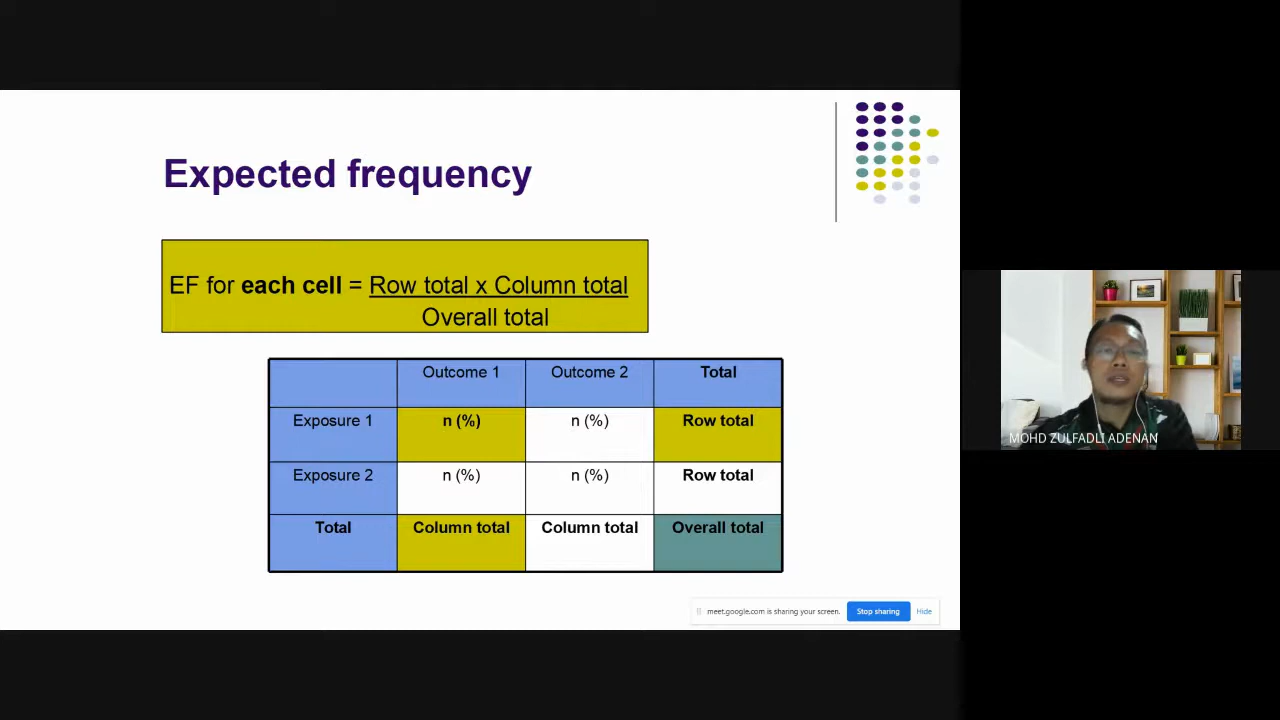 Expected frequency
EF for each cell = Row total x Column total
Overall total
Outcome 1 Outcome 2 Total
Exposure 1 n (%) n (%) Row total
Exposure 2 n (%) n (%) Row total
Total Column total Column total Overall total
meet.google.com is sharing your screen. Stop sharing Hide
MOHD ZULFADLI ADENAN